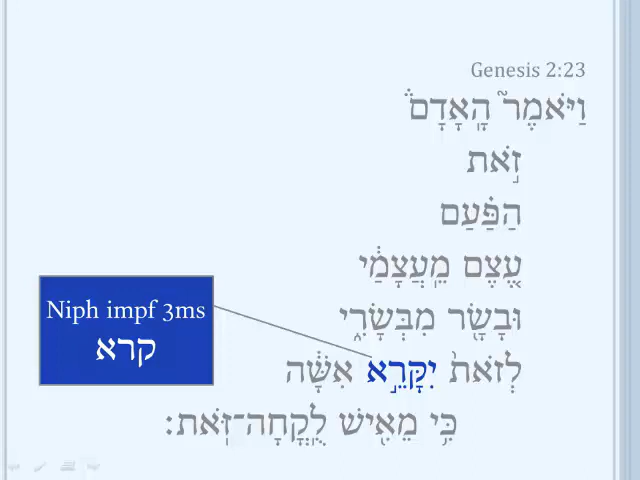 Genesis 2:23
וַיֹּאמֶר֮ הָֽאָדָם֒
זֹ֣את
הַפַּ֗עַם
עֶ֚צֶם מֵֽעֲצָמַ֔י
וּבָשָׂ֖ר מִבְּשָׂרִ֑י
לְזֹאת֙ יִקָּרֵ֣א אִשָּׁ֔ה
כִּ֥י מֵאִ֖ישׁ לֻֽקֳחָה־זֹּֽאת׃
Niph impf 3ms
קרא